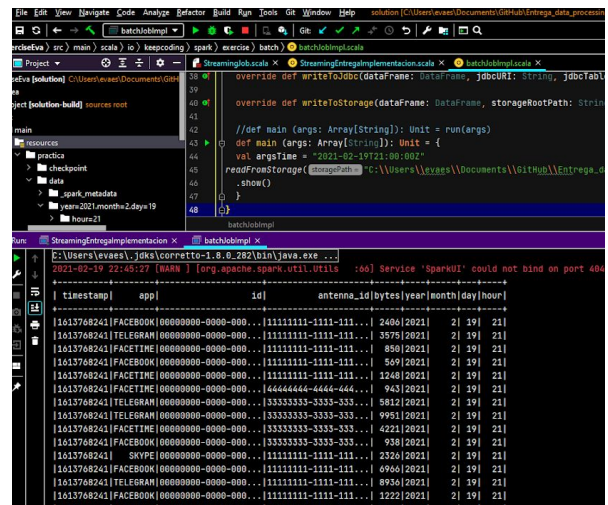 File Edit View Navigate Code Analyze Refactor Build Run Tools Git Window Help solution [C:\Users\evaes\Documents\GitHub\Entrega_data_processin
batchJobImpl Git:
erciseEva src main scala io keepcoding spark exercise batch batchJobImpl.scala
Project StreamingJob.scala StreamingEntregaImplementacion.scala batchJobImpl.scala
seEva [solution] C:\Users\evaes\Documents\GitH
ea
ject [solution-build] sources root
main
resources
practica
checkpoint
data
_spark_metadata
year=2021.month=2.day=19
hour=21
38 override def writeToJdbc(dataFrame: DataFrame, jdbcURI: String, jdbcTabl
39
40 override def writeToStorage(dataFrame: DataFrame, storageRootPath: Strin
41
42 //def main (args: Array[String]): Unit = run(args)
43 def main (args: Array[String]): Unit = {
44 val argsTime = "2021-02-19T21:00:00Z"
45 readFromStorage( storagePath = "C:\\Users\\evaes\\Documents\\GitHub\\Entrega_da
46 .show()
47 }
48 }
batchJobImpl
Run: StreamingEntregaImplementacion batchJobImpl
C:\Users\evaes\.jdks\corretto-1.8.0_282\bin\java.exe ...
2021-02-19 22:45:27 [WARN ] [org.apache.spark.util.Utils :66] Service 'SparkUI' could not bind on port 404
| timestamp| app| id| antenna_id|bytes|year|month|day|hour|
|1613768241|FACEBOOK|00000000-0000-000...|11111111-1111-111...| 2406|2021| 2| 19| 21|
|1613768241|TELEGRAM|00000000-0000-000...|11111111-1111-111...| 3575|2021| 2| 19| 21|
|1613768241|FACETIME|00000000-0000-000...|11111111-1111-111...| 850|2021| 2| 19| 21|
|1613768241|FACEBOOK|00000000-0000-000...|11111111-1111-111...| 569|2021| 2| 19| 21|
|1613768241|FACETIME|00000000-0000-000...|11111111-1111-111...| 1248|2021| 2| 19| 21|
|1613768241|FACETIME|00000000-0000-000...|44444444-4444-444...| 943|2021| 2| 19| 21|
|1613768241|TELEGRAM|00000000-0000-000...|33333333-3333-333...| 5812|2021| 2| 19| 21|
|1613768241|TELEGRAM|00000000-0000-000...|33333333-3333-333...| 9951|2021| 2| 19| 21|
|1613768241|FACETIME|00000000-0000-000...|33333333-3333-333...| 4221|2021| 2| 19| 21|
|1613768241|FACEBOOK|00000000-0000-000...|33333333-3333-333...| 938|2021| 2| 19| 21|
|1613768241| SKYPE|00000000-0000-000...|11111111-1111-111...| 2326|2021| 2| 19| 21|
|1613768241|FACEBOOK|00000000-0000-000...|11111111-1111-111...| 6966|2021| 2| 19| 21|
|1613768241|TELEGRAM|00000000-0000-000...|11111111-1111-111...| 8936|2021| 2| 19| 21|
|1613768241|FACEBOOK|00000000-0000-000...|11111111-1111-111...| 1222|2021| 2| 19| 21|